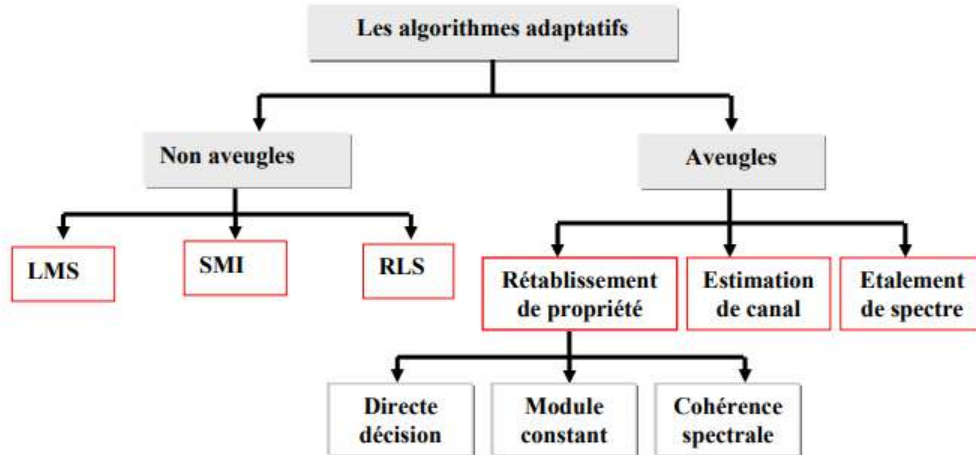 Les algorithmes adaptatifs
Non aveugles
Aveugles
LMS
SMI
RLS
Rétablissement
de propriété
Estimation
de canal
Etalement
de spectre
Directe
décision
Module
constant
Cohérence
spectrale